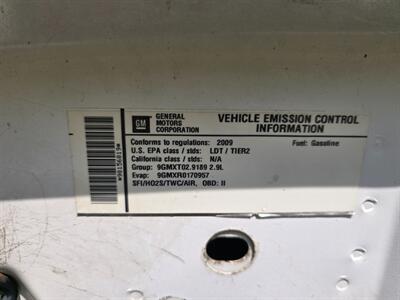 GM
GENERAL
MOTORS
CORPORATION
VEHICLE EMISSION CONTROL
INFORMATION
Conforms to regulations: 2009
Fuel: Gasoline
U.S. EPA class / stds: LDT / TIER2
California class / stds: N/A
Group: 9GMXT02.9189 2.9L
Evap: 9GMXR0170957
SFI/HO2S/TWC/AIR, OBD: II